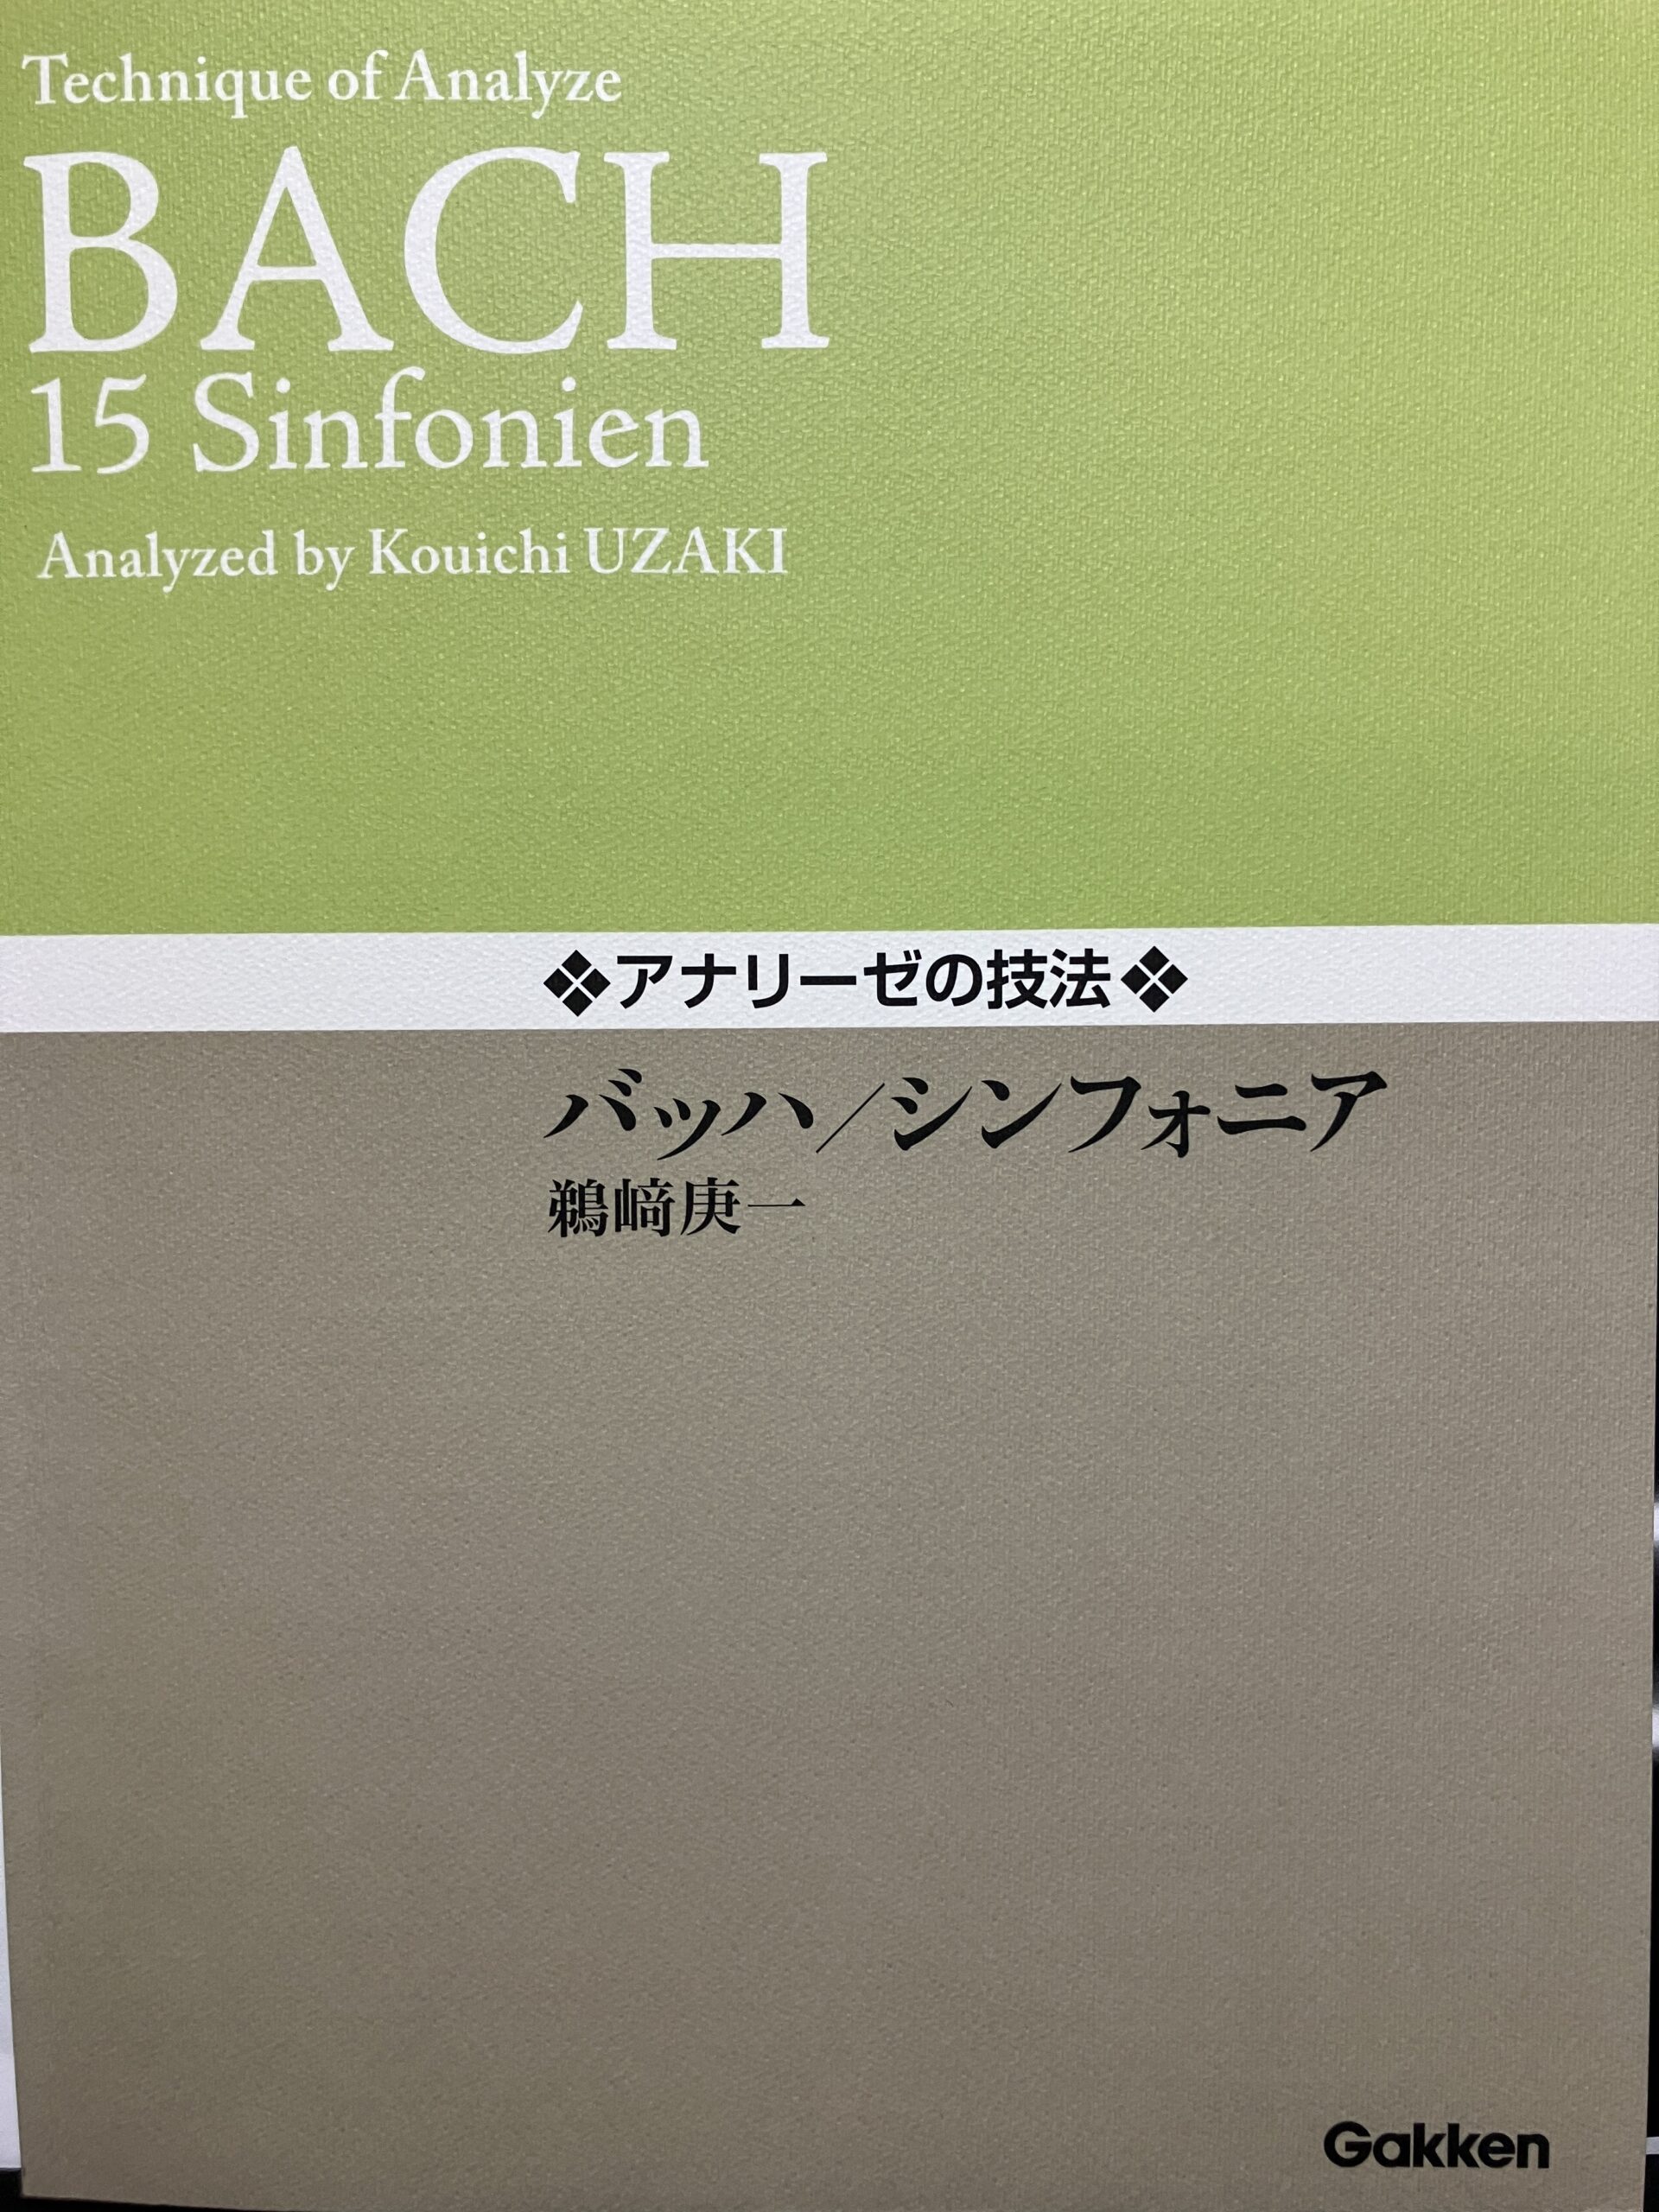 Technique of Analyze
BACH
15 Sinfonien
Analyzed by Kouichi UZAKI
❖アナリーゼの技法❖
バッハ／シンフォニア
鵜﨑庚一
Gakken